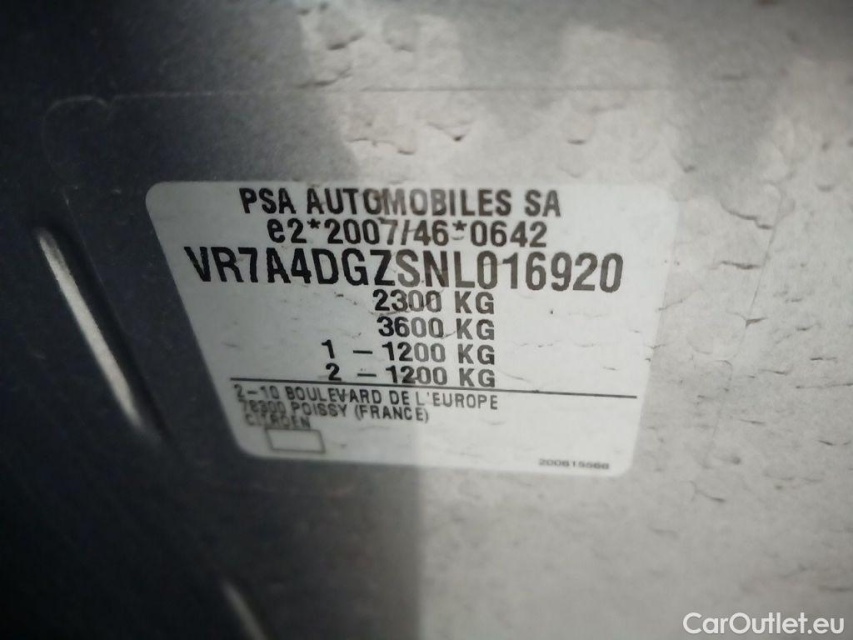 PSA AUTOMOBILES SA
e2*2007/46*0642
VR7A4DGZSNL016920
2300 KG
3600 KG
1 - 1200 KG
2 - 1200 KG
2-10 BOULEVARD DE L'EUROPE
78300 POISSY (FRANCE)
CITROEN
200815566
CarOutlet.eu